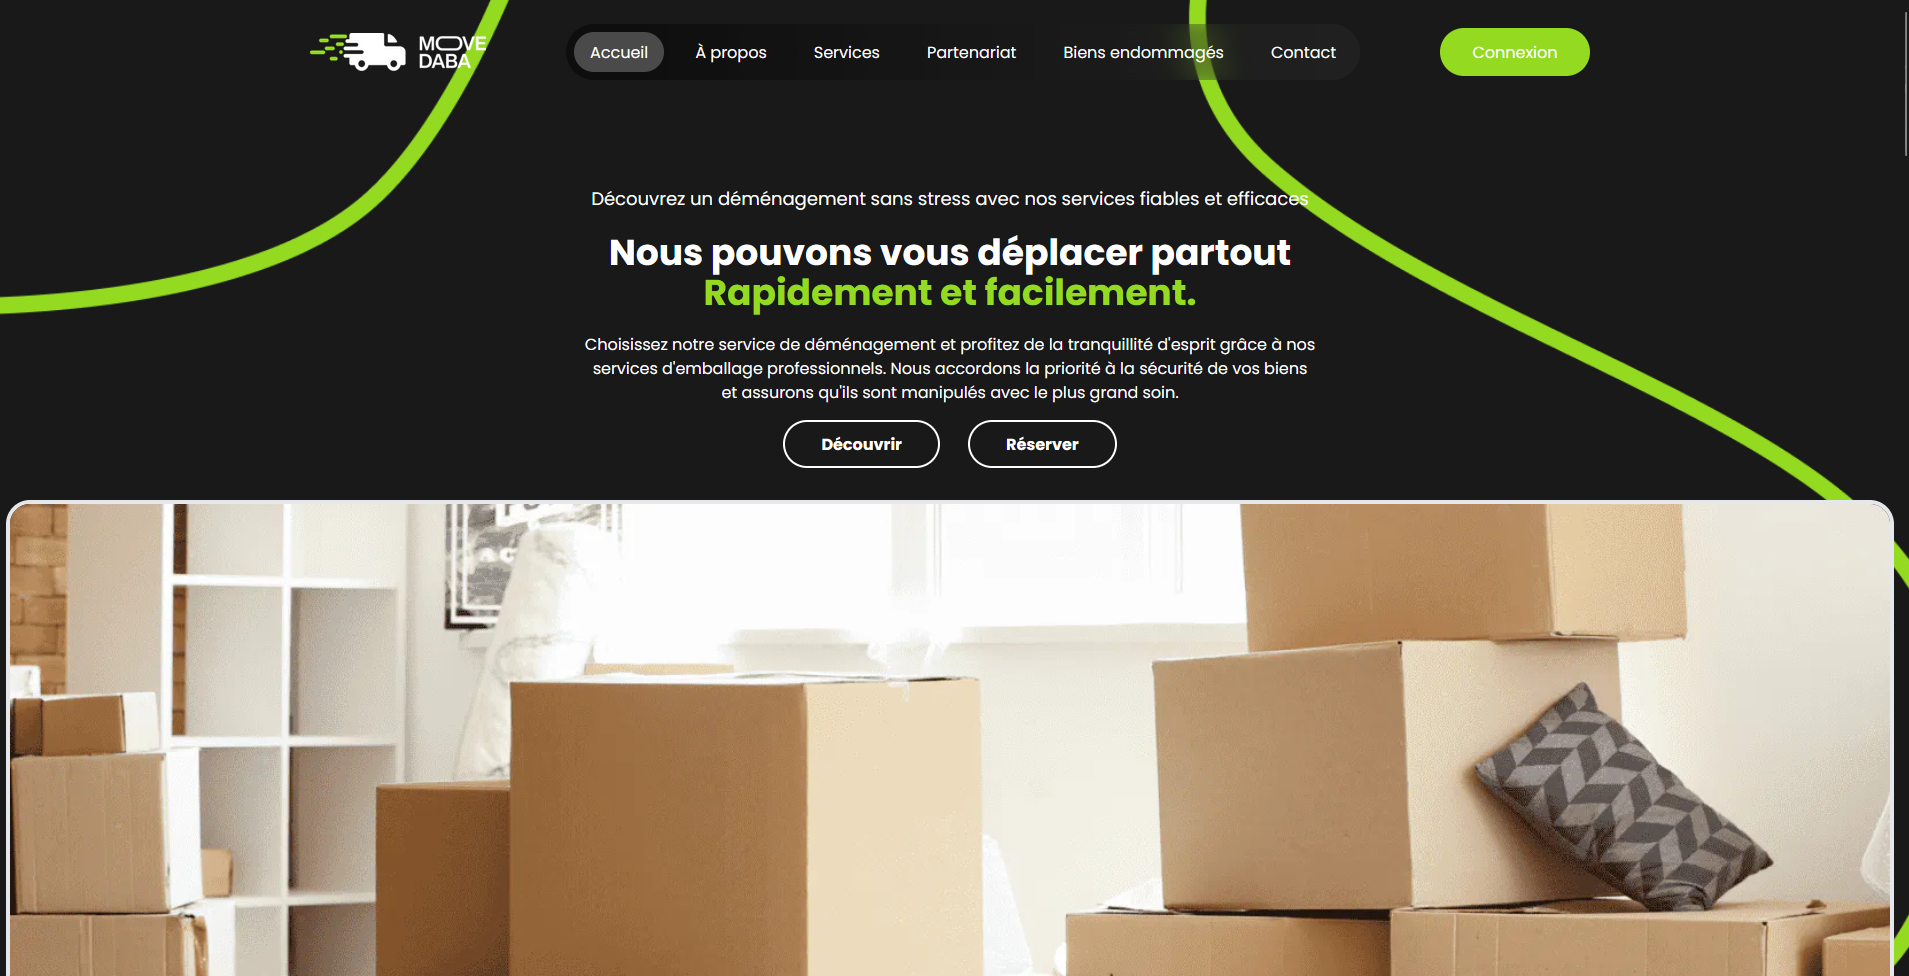 MOOVE
DABA
Accueil
À propos
Services
Partenariat
Biens endommagés
Contact
Connexion
Découvrez un déménagement sans stress avec nos services fiables et efficaces
Nous pouvons vous déplacer partout
Rapidement et facilement.
Choisissez notre service de déménagement et profitez de la tranquillité d'esprit grâce à nos
services d'emballage professionnels. Nous accordons la priorité à la sécurité de vos biens
et assurons qu'ils sont manipulés avec le plus grand soin.
Découvrir
Réserver